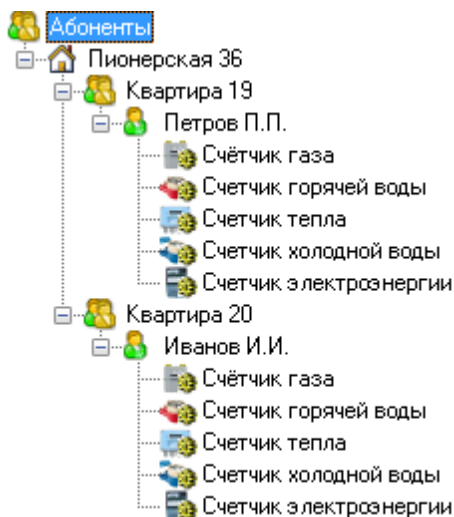 Абоненты
Пионерская 36
Квартира 19
Петров П.П.
Счётчик газа
Счетчик горячей воды
Счетчик тепла
Счетчик холодной воды
Счетчик электроэнергии
Квартира 20
Иванов И.И.
Счётчик газа
Счетчик горячей воды
Счетчик тепла
Счетчик холодной воды
Счетчик электроэнергии